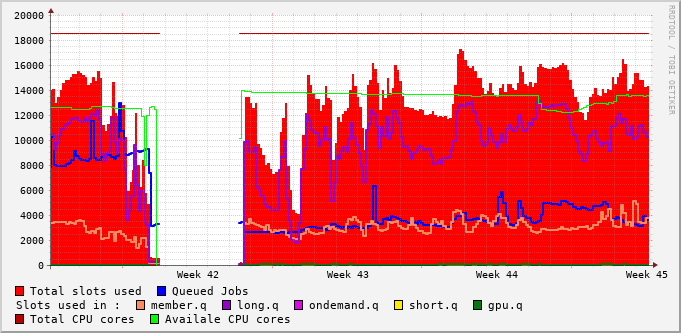 20000
18000
16000
14000
12000
10000
8000
6000
4000
2000
0
Week 42 Week 43 Week 44 Week 45
RRDTOOL / TOBI OETIKER
Total slots used Queued Jobs
Slots used in : member.q long.q ondemand.q short.q gpu.q
Total CPU cores Availale CPU cores